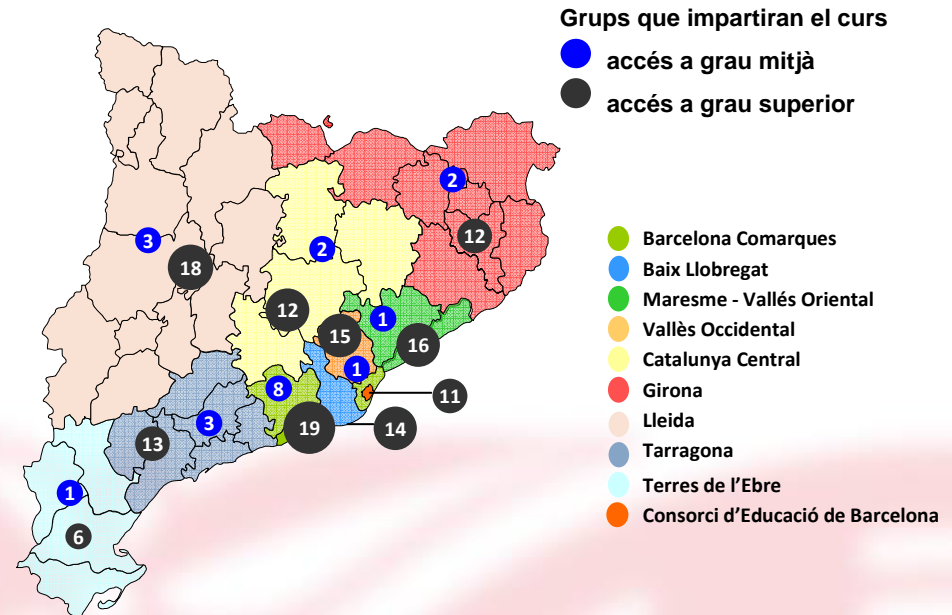 Grups que impartiran el curs
accés a grau mitjà
accés a grau superior
2
3
12
2
18
Barcelona Comarques
Baix Llobregat
Maresme - Vallés Oriental
Vallès Occidental
Catalunya Central
Girona
Lleida
Tarragona
Terres de l'Ebre
Consorci d'Educació de Barcelona
12
1
15
16
1
8
11
3
19
14
13
1
6